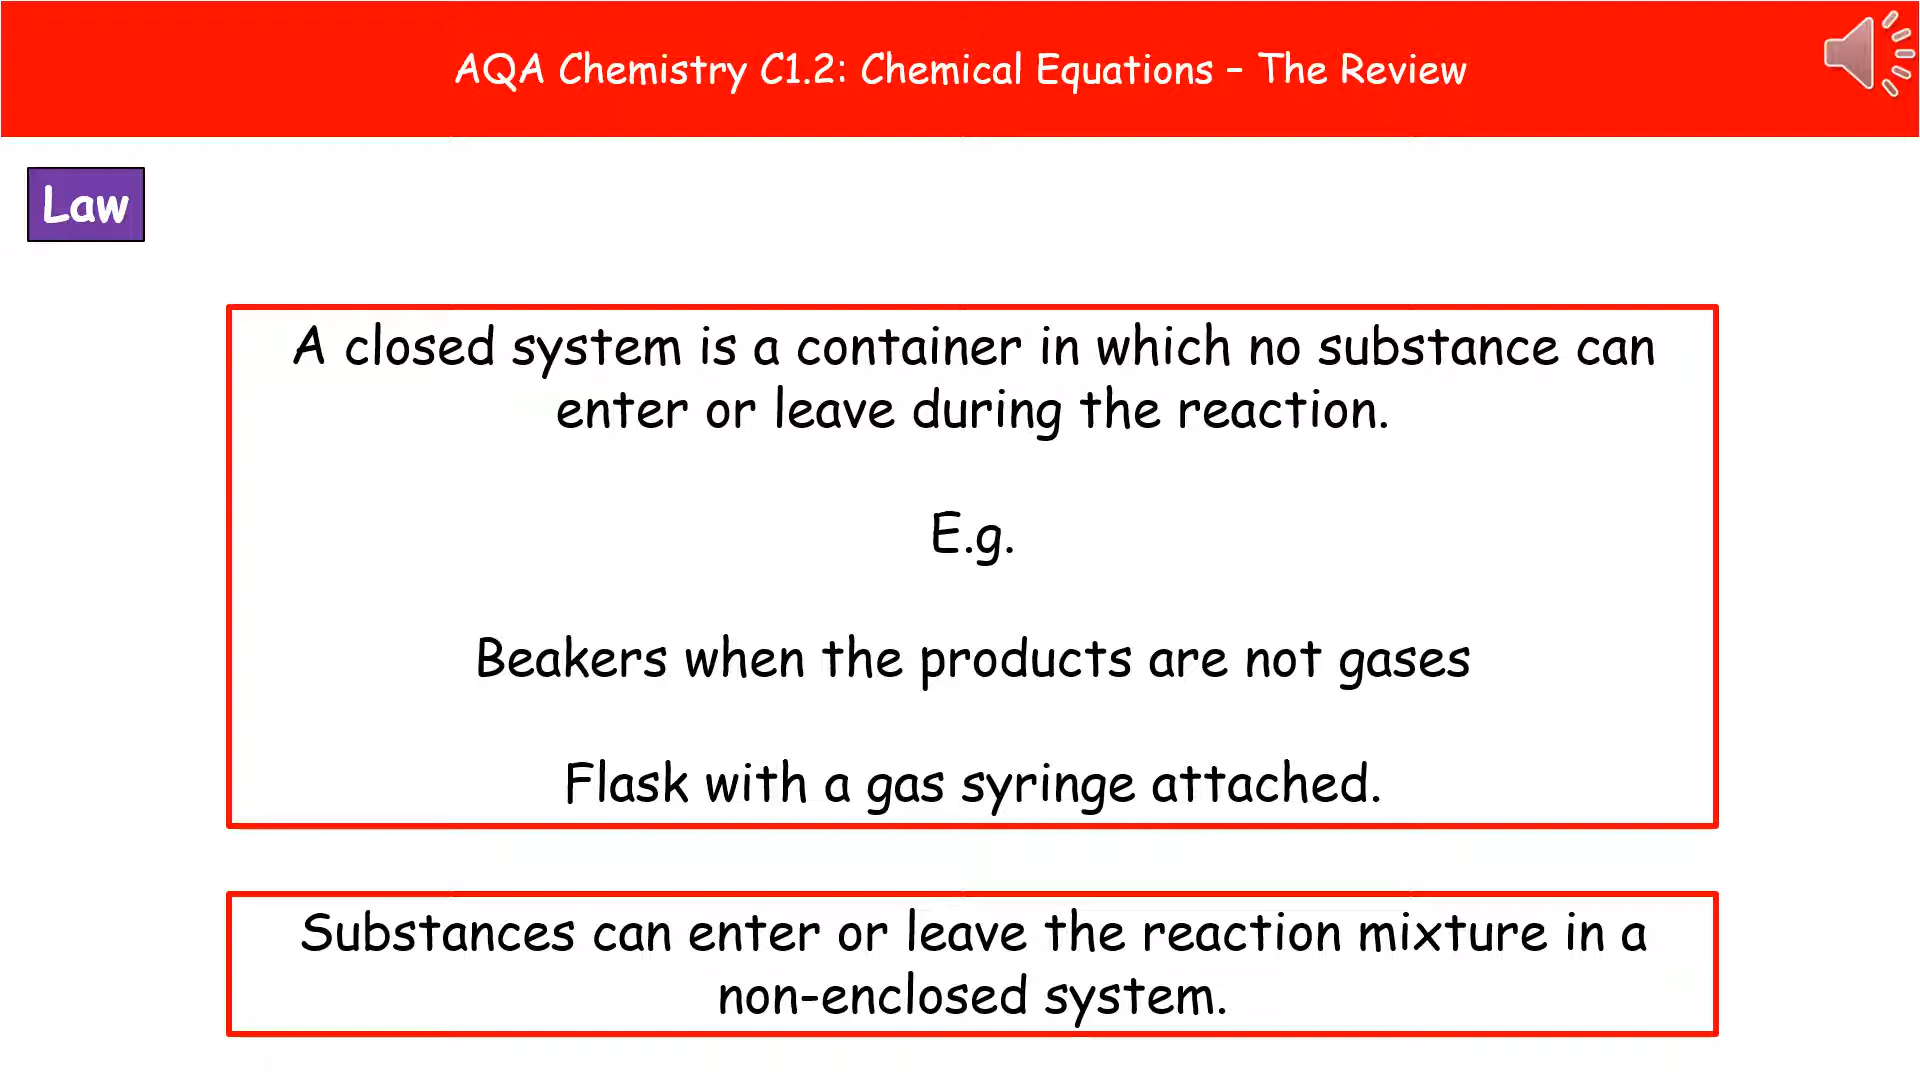 AQA Chemistry C1.2: Chemical Equations – The Review
Law
A closed system is a container in which no substance can
enter or leave during the reaction.
E.g.
Beakers when the products are not gases
Flask with a gas syringe attached.
Substances can enter or leave the reaction mixture in a
non-enclosed system.